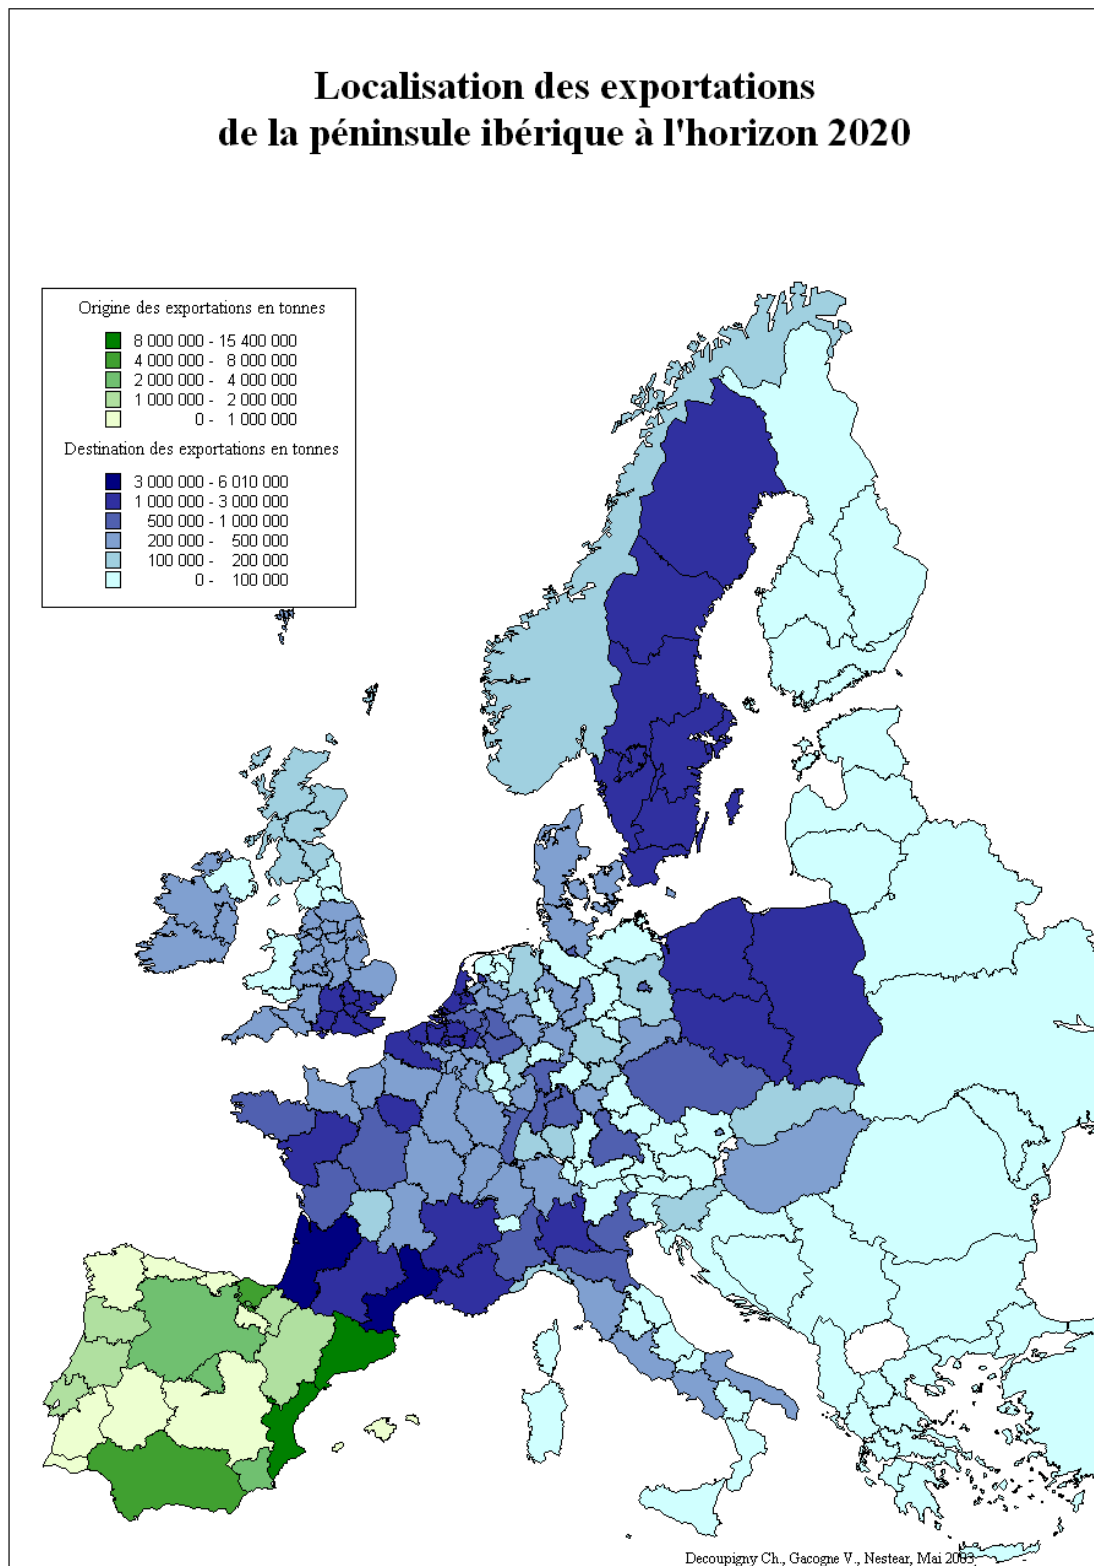 Localisation des exportations
de la péninsule ibérique à l'horizon 2020
Origine des exportations en tonnes
8 000 000 - 15 400 000
4 000 000 - 8 000 000
2 000 000 - 4 000 000
1 000 000 - 2 000 000
0 - 1 000 000
Destination des exportations en tonnes
3 000 000 - 6 010 000
1 000 000 - 3 000 000
500 000 - 1 000 000
200 000 - 500 000
100 000 - 200 000
0 - 100 000
Decoupigny Ch., Gacogne V., Nestear, Mai 2003